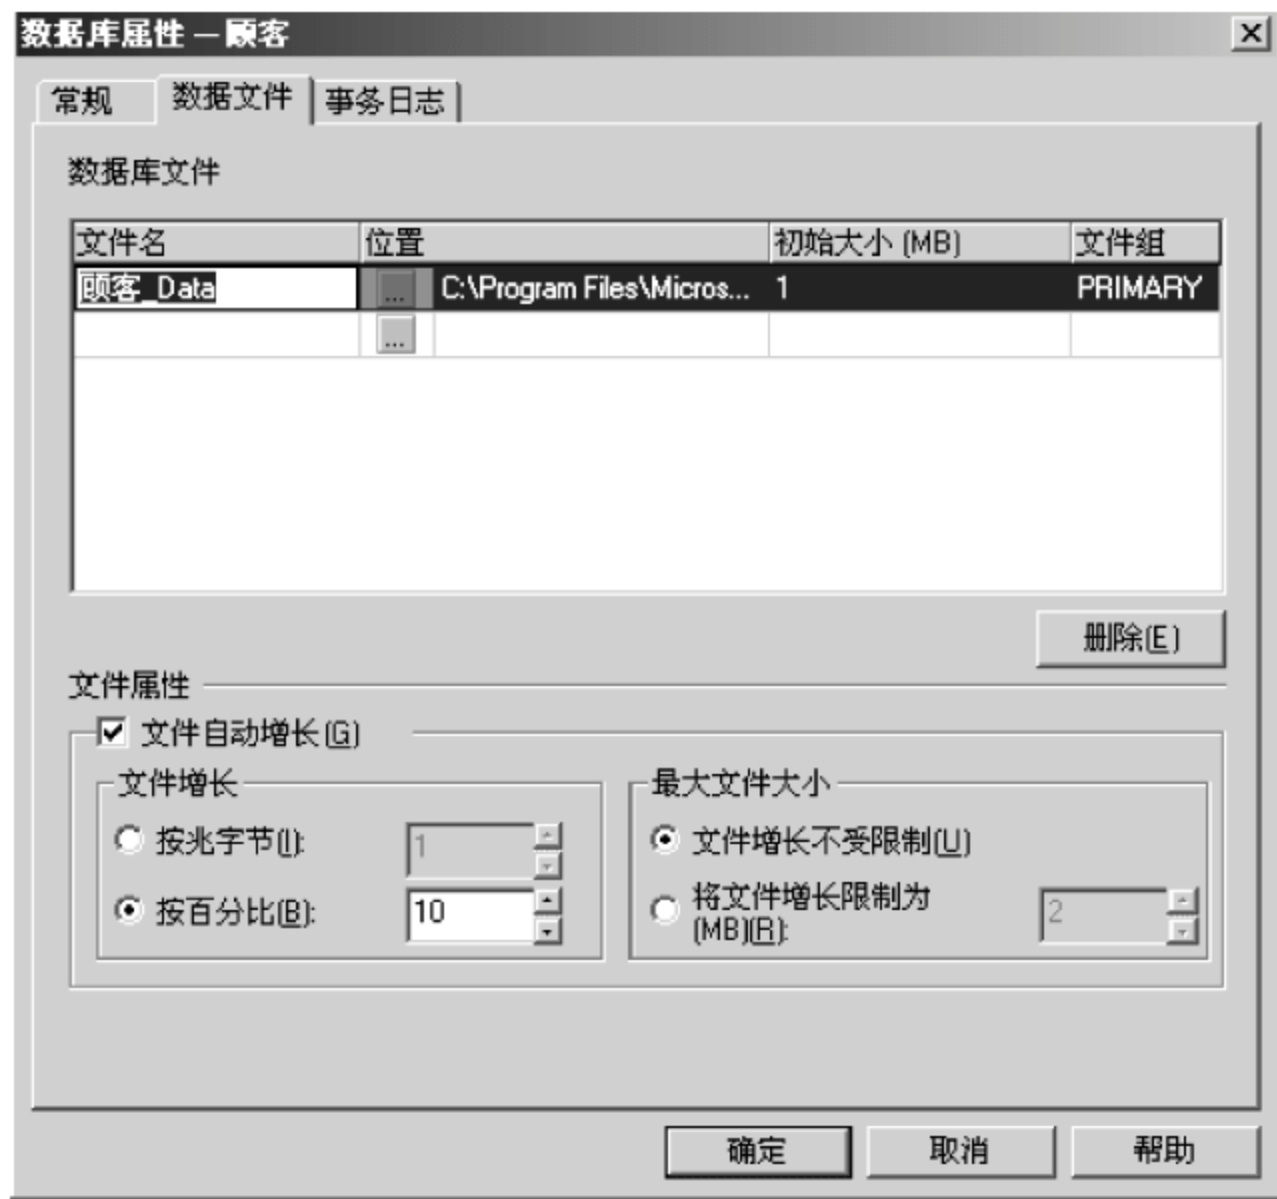 数据库属性 - 顾客
常规 数据文件 事务日志
数据库文件
文件名 位置 初始大小 (MB) 文件组
顾客_Data ... C:\Program Files\Micros... 1 PRIMARY
...
删除(E)
文件属性
文件自动增长(G)
文件增长 最大文件大小
按兆字节(I): 1 文件增长不受限制(U)
按百分比(B): 10 将文件增长限制为
(MB)(R): 2
确定 取消 帮助